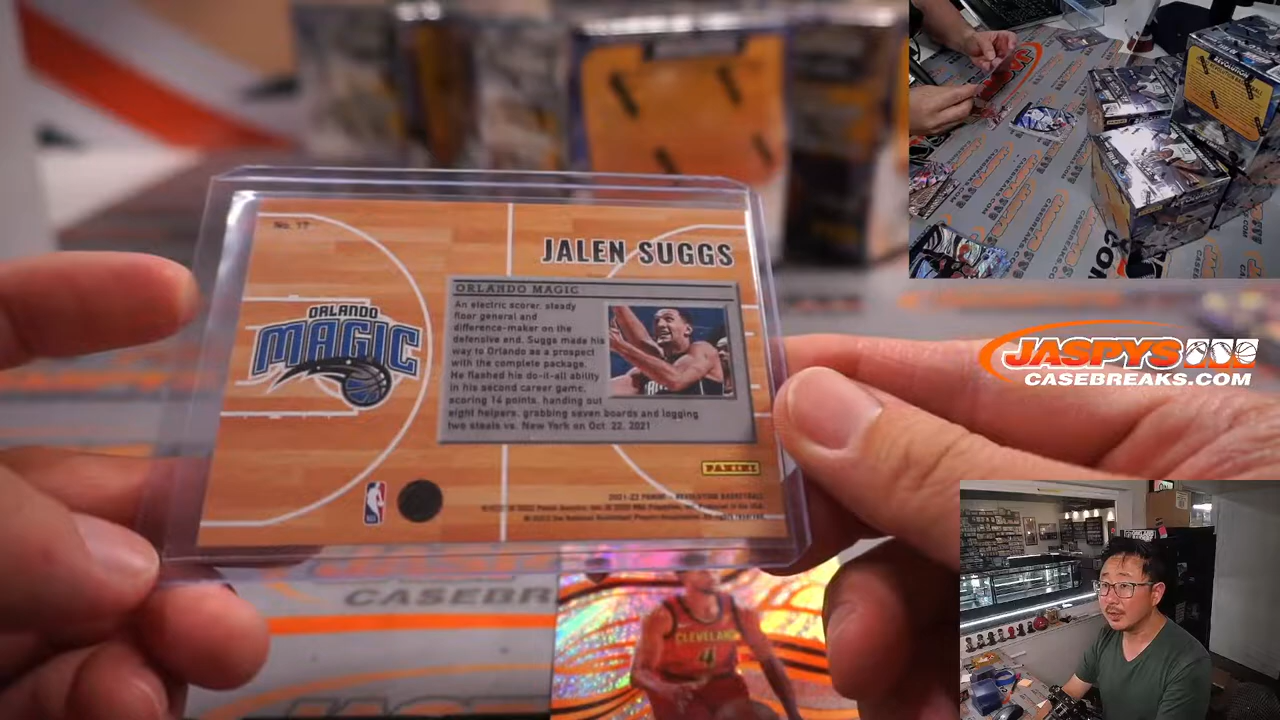 No. 17
JALEN SUGGS
ORLANDO MAGIC
An electric scorer, steady
floor general and
difference-maker on the
defensive end, Suggs made his
way to Orlando as a prospect
with the complete package.
He flashed his do-it-all ability
in his second career game,
scoring 14 points, handing out
eight helpers, grabbing seven boards and logging
two steals vs. New York on Oct. 22, 2021
ORLANDO
MAGIC
PANINI
NBA
2021-22 PANINI - REVOLUTION BASKETBALL
CASEBR
CLEVELAND
4
REVOLUTION
PANINI
JASPYS
CASEBREAKS.COM